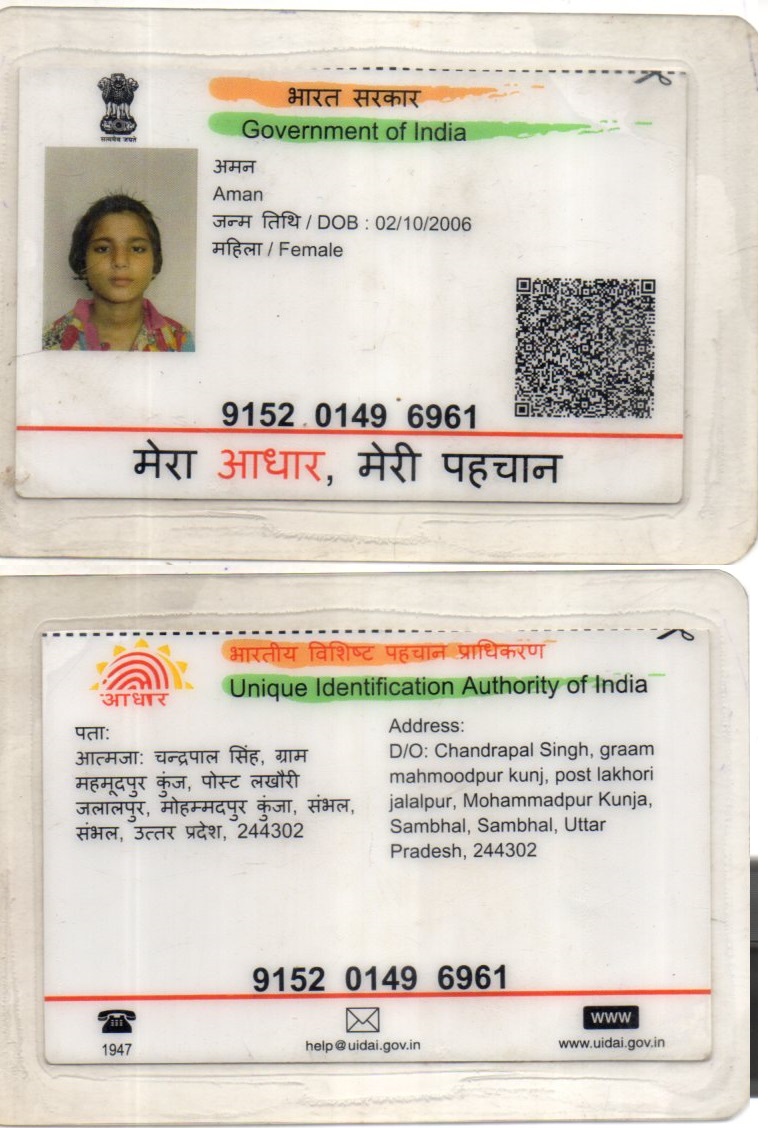 सत्यमेव जयते
भारत सरकार
Government of India
अमन
Aman
जन्म तिथि / DOB : 02/10/2006
महिला / Female
9152 0149 6961
मेरा आधार, मेरी पहचान
भारतीय विशिष्ट पहचान प्राधिकरण
Unique Identification Authority of India
आधार
पता:
आत्मजा: चन्द्रपाल सिंह, ग्राम
महमूदपुर कुंज, पोस्ट लखौरी
जलालपुर, मोहम्मदपुर कुंजा, संभल,
संभल, उत्तर प्रदेश, 244302
Address:
D/O: Chandrapal Singh, graam
mahmoodpur kunj, post lakhori
jalalpur, Mohammadpur Kunja,
Sambhal, Sambhal, Uttar
Pradesh, 244302
9152 0149 6961
1947
help@uidai.gov.in
WWW
www.uidai.gov.in